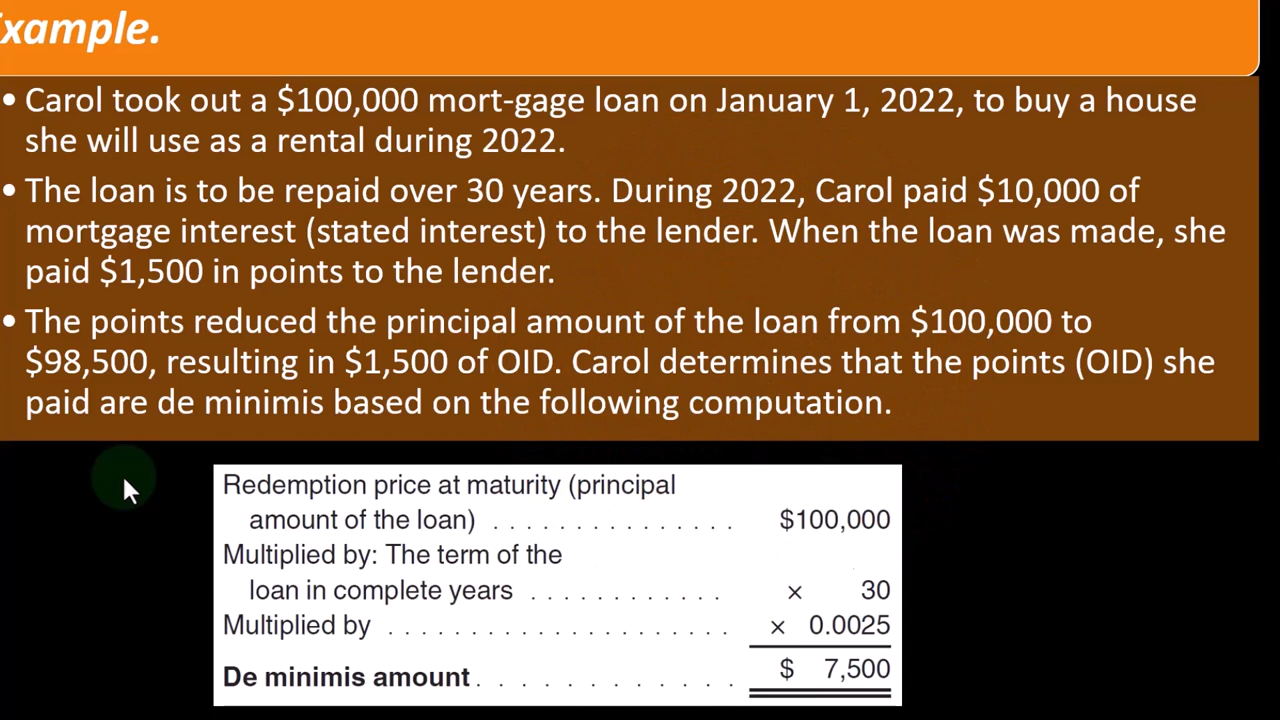 xample.
• Carol took out a $100,000 mort-gage loan on January 1, 2022, to buy a house
she will use as a rental during 2022.
• The loan is to be repaid over 30 years. During 2022, Carol paid $10,000 of
mortgage interest (stated interest) to the lender. When the loan was made, she
paid $1,500 in points to the lender.
• The points reduced the principal amount of the loan from $100,000 to
$98,500, resulting in $1,500 of OID. Carol determines that the points (OID) she
paid are de minimis based on the following computation.
Redemption price at maturity (principal
amount of the loan) . . . . . . . . . . . . . . . $100,000
Multiplied by: The term of the
loan in complete years . . . . . . . . . . . . × 30
Multiplied by . . . . . . . . . . . . . . . . . . . . . × 0.0025
De minimis amount . . . . . . . . . . . . $ 7,500